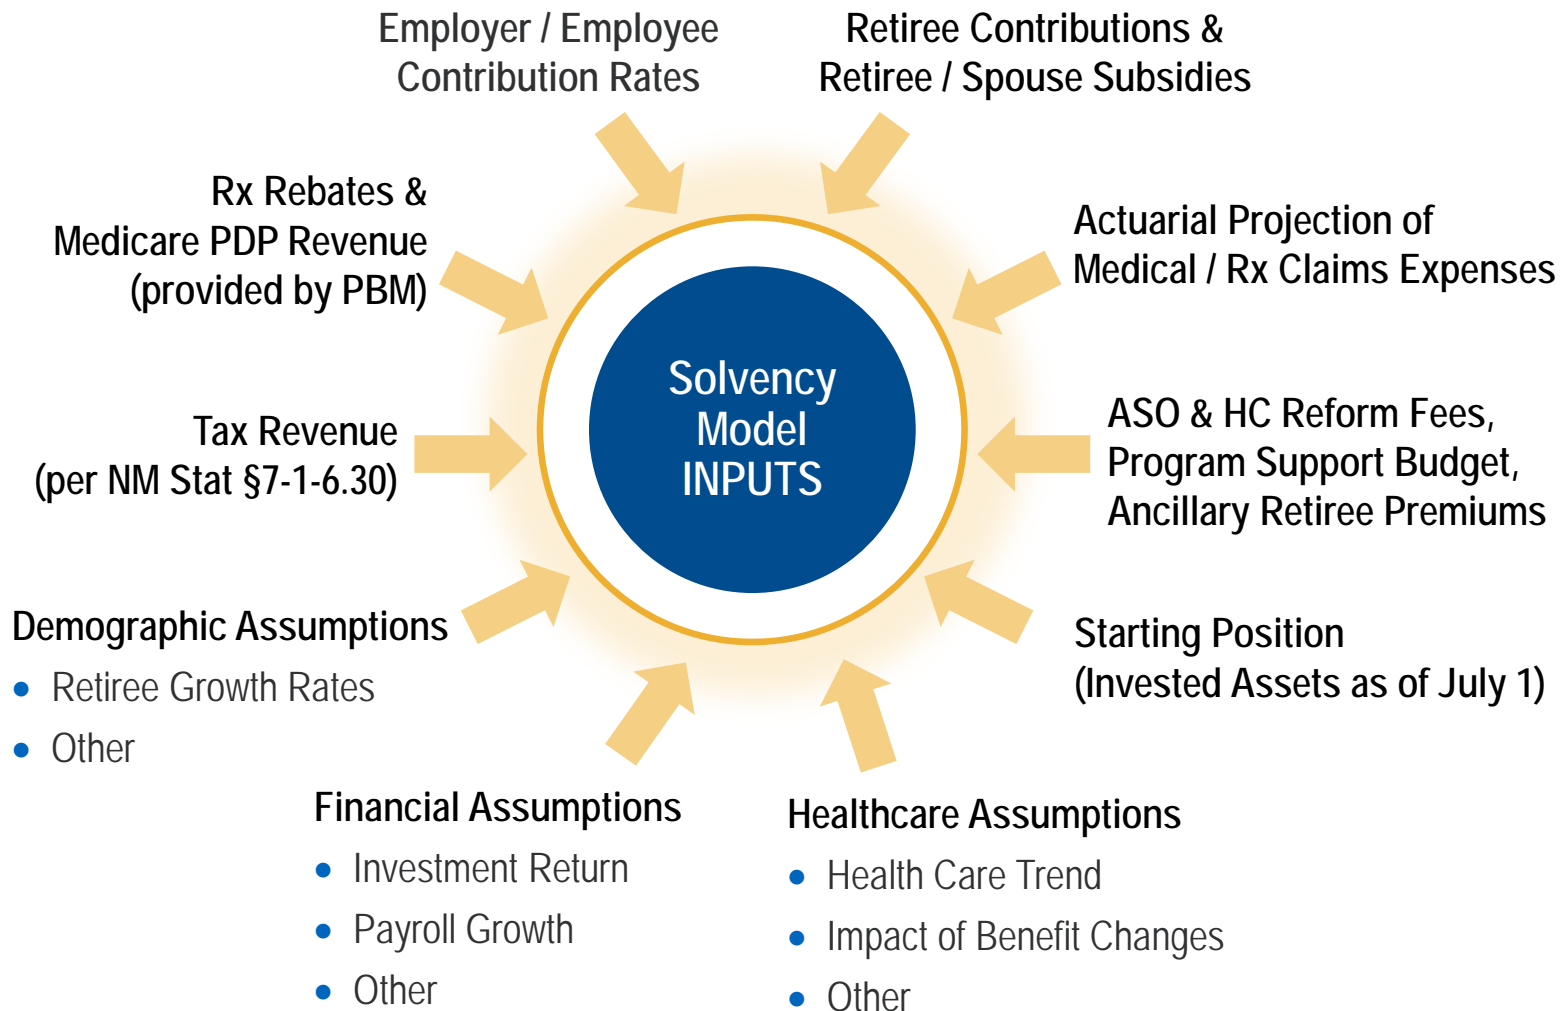 Employer / Employee
Contribution Rates
Retiree Contributions &
Retiree / Spouse Subsidies
Rx Rebates &
Medicare PDP Revenue
(provided by PBM)
Actuarial Projection of
Medical / Rx Claims Expenses
Solvency
Model
INPUTS
Tax Revenue
(per NM Stat §7-1-6.30)
ASO & HC Reform Fees,
Program Support Budget,
Ancillary Retiree Premiums
Demographic Assumptions
• Retiree Growth Rates
• Other
Starting Position
(Invested Assets as of July 1)
Financial Assumptions
• Investment Return
• Payroll Growth
• Other
Healthcare Assumptions
• Health Care Trend
• Impact of Benefit Changes
• Other